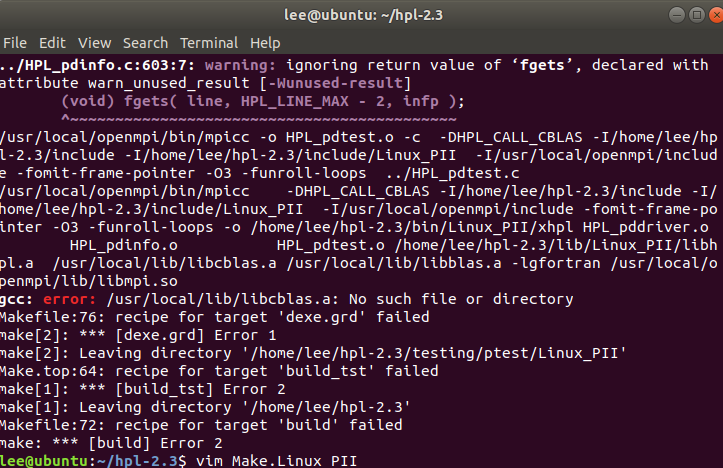 lee@ubuntu: ~/hpl-2.3
File Edit View Search Terminal Help
../HPL_pdinfo.c:603:7: warning: ignoring return value of ‘fgets’, declared with
attribute warn_unused_result [-Wunused-result]
(void) fgets( line, HPL_LINE_MAX - 2, infp );
^~~~~~~~~~~~~~~~~~~~~~~~~~~~~~~~~~~~~~~~~~~~
/usr/local/openmpi/bin/mpicc -o HPL_pdtest.o -c -DHPL_CALL_CBLAS -I/home/lee/hp
l-2.3/include -I/home/lee/hpl-2.3/include/Linux_PII -I/usr/local/openmpi/includ
e -fomit-frame-pointer -O3 -funroll-loops ../HPL_pdtest.c
/usr/local/openmpi/bin/mpicc -DHPL_CALL_CBLAS -I/home/lee/hpl-2.3/include -I/
home/lee/hpl-2.3/include/Linux_PII -I/usr/local/openmpi/include -fomit-frame-po
inter -O3 -funroll-loops -o /home/lee/hpl-2.3/bin/Linux_PII/xhpl HPL_pddriver.o
HPL_pdinfo.o HPL_pdtest.o /home/lee/hpl-2.3/lib/Linux_PII/libh
pl.a /usr/local/lib/libcblas.a /usr/local/lib/libblas.a -lgfortran /usr/local/o
penmpi/lib/libmpi.so
gcc: error: /usr/local/lib/libcblas.a: No such file or directory
Makefile:76: recipe for target 'dexe.grd' failed
make[2]: *** [dexe.grd] Error 1
make[2]: Leaving directory '/home/lee/hpl-2.3/testing/ptest/Linux_PII'
Make.top:64: recipe for target 'build_tst' failed
make[1]: *** [build_tst] Error 2
make[1]: Leaving directory '/home/lee/hpl-2.3'
Makefile:72: recipe for target 'build' failed
make: *** [build] Error 2
lee@ubuntu:~/hpl-2.3$ vim Make.Linux_PII